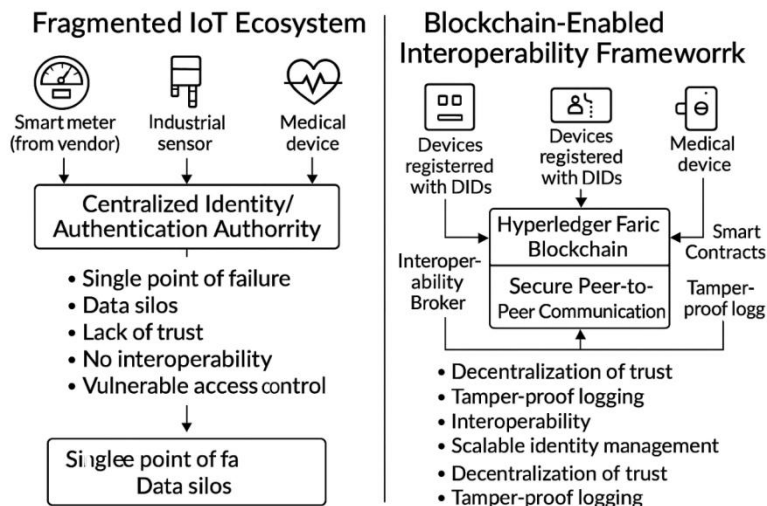 Fragmented IoT Ecosystem
Smart meter
(from vendor)
Industrial
sensor
Medical
device
Centralized Identity/
Authentication Authorrity
• Single point of failure
• Data silos
• Lack of trust
• No interoperability
• Vulnerable access control
Singlee point of fa
Data silos
Blockchain-Enabled
Interoperability Frameworrk
Devices
registerred
with DIDs
Devices
registered
with DIDs
Medical
device
Hyperledger Faric
Blockchain
Smart
Contracts
Interoper-
ability
Broker
Secure Peer-to-
Peer Communication
Tamper-
proof logg
• Decentralization of trust
• Tamper-proof logging
• Interoperability
• Scalable identity management
• Decentralization of trust
• Tamper-proof logging